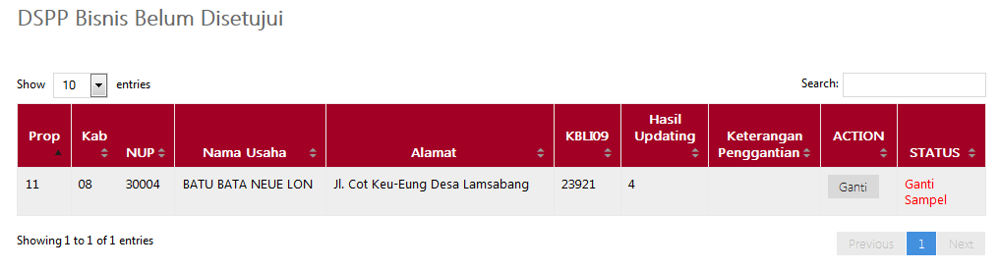 DSPP Bisnis Belum Disetujui
Show 10 entries Search:
Prop Kab NUP Nama Usaha Alamat KBLI09 Hasil Updating Keterangan Penggantian ACTION STATUS
11 08 30004 BATU BATA NEUE LON Jl. Cot Keu-Eung Desa Lamsabang 23921 4 Ganti Ganti Sampel
Showing 1 to 1 of 1 entries Previous 1 Next